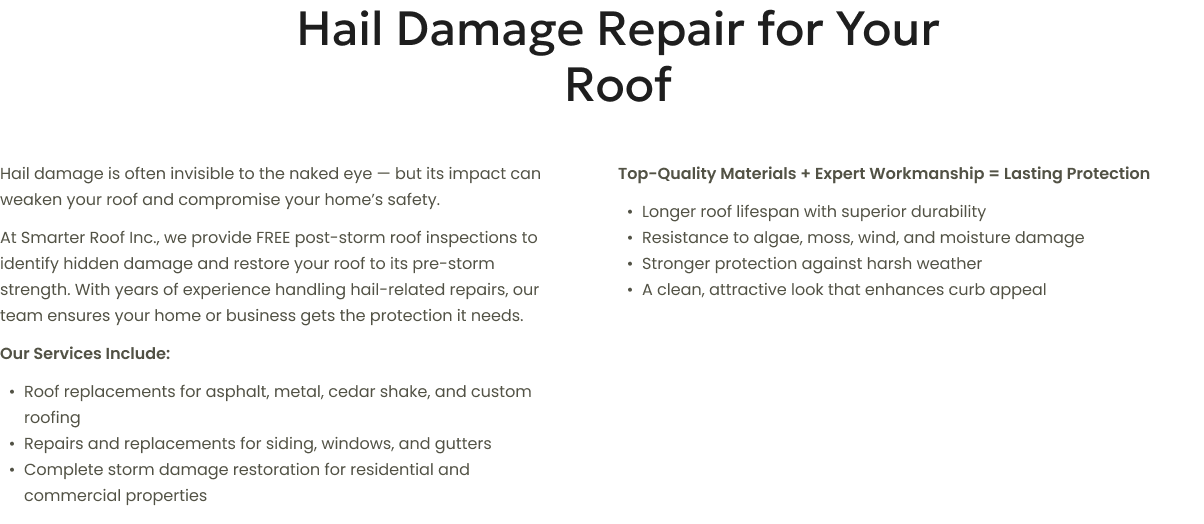 Hail Damage Repair for Your
Roof
Hail damage is often invisible to the naked eye — but its impact can
weaken your roof and compromise your home’s safety.
At Smarter Roof Inc., we provide FREE post-storm roof inspections to
identify hidden damage and restore your roof to its pre-storm
strength. With years of experience handling hail-related repairs, our
team ensures your home or business gets the protection it needs.
Our Services Include:
• Roof replacements for asphalt, metal, cedar shake, and custom
roofing
• Repairs and replacements for siding, windows, and gutters
• Complete storm damage restoration for residential and
commercial properties
Top-Quality Materials + Expert Workmanship = Lasting Protection
• Longer roof lifespan with superior durability
• Resistance to algae, moss, wind, and moisture damage
• Stronger protection against harsh weather
• A clean, attractive look that enhances curb appeal